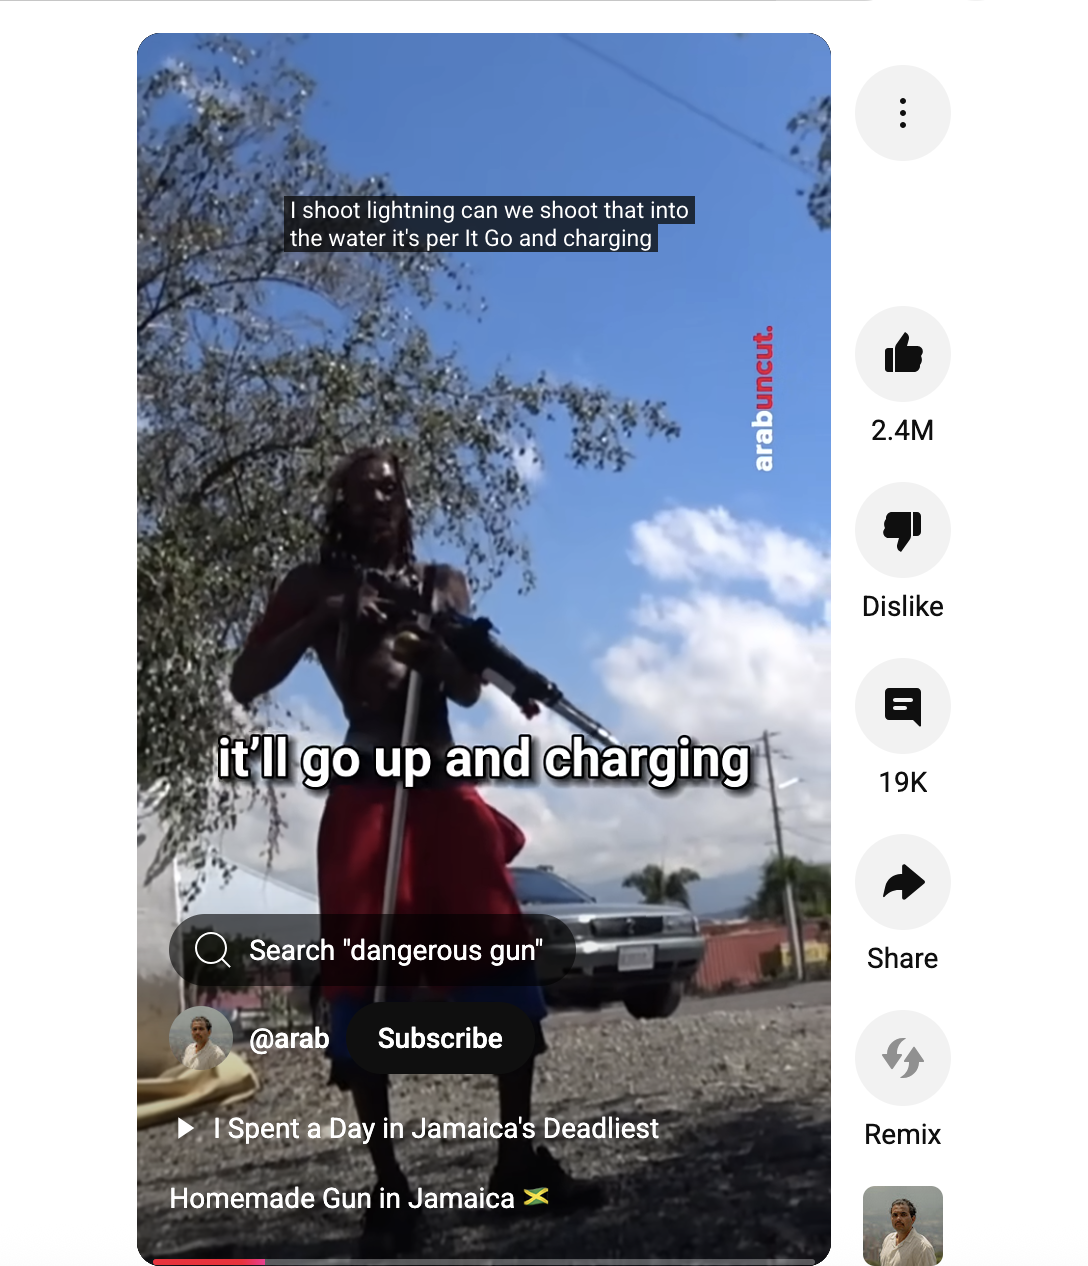 I shoot lightning can we shoot that into
the water it's per It Go and charging
arabuncut.
it'll go up and charging
Search "dangerous gun"
@arab
Subscribe
I Spent a Day in Jamaica's Deadliest
Homemade Gun in Jamaica 🇯🇲
2.4M
Dislike
19K
Share
Remix